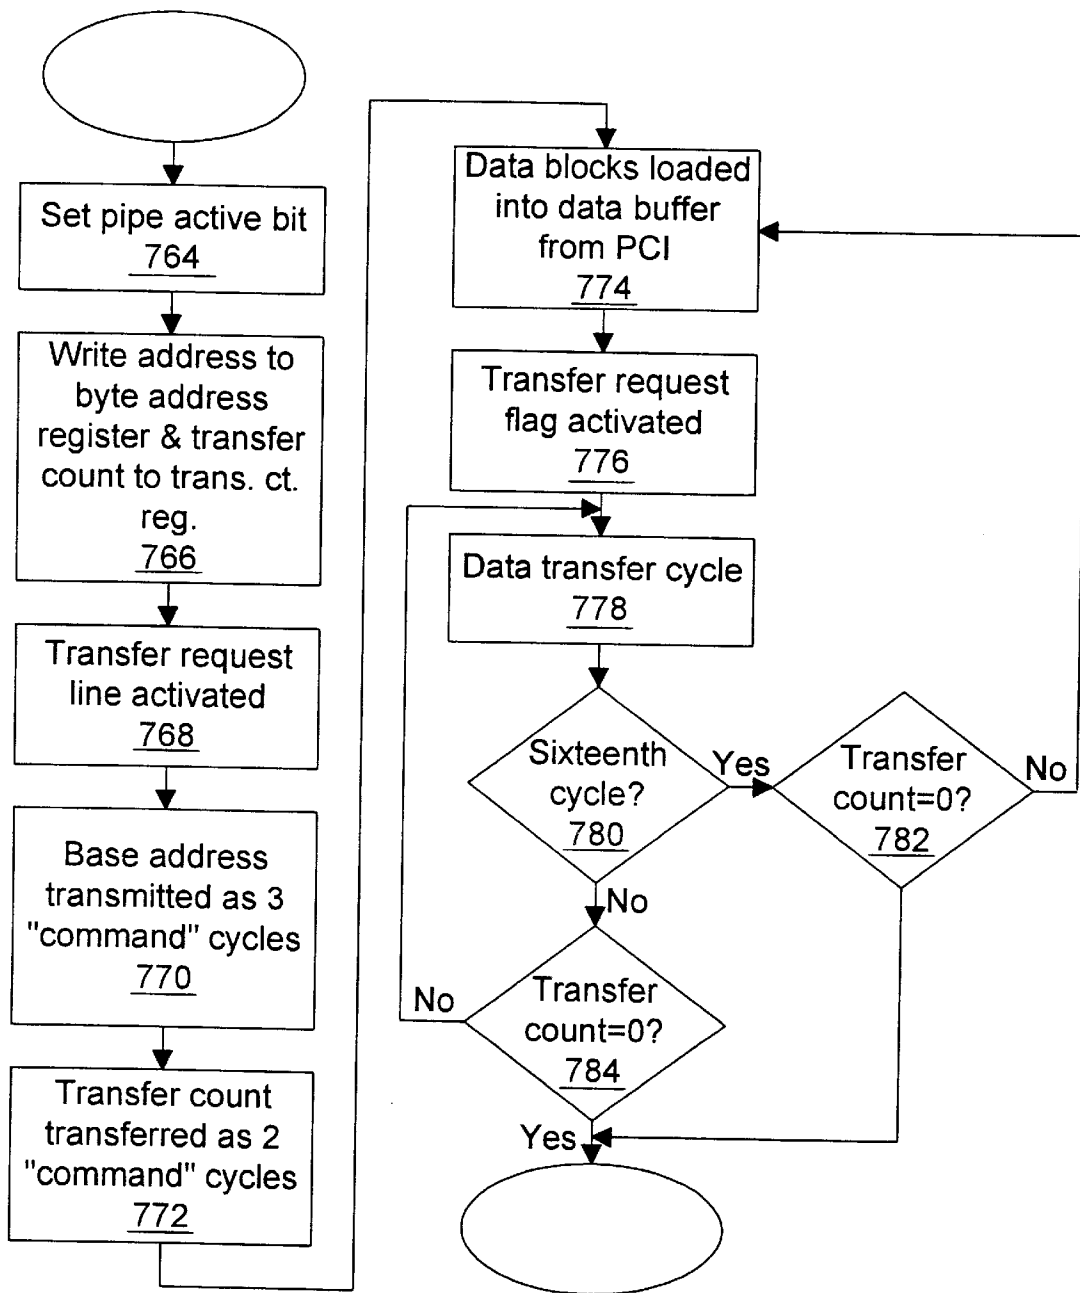 Set pipe active bit
764
Write address to
byte address
register & transfer
count to trans. ct.
reg.
766
Transfer request
line activated
768
Base address
transmitted as 3
"command" cycles
770
Transfer count
transferred as 2
"command" cycles
772
Data blocks loaded
into data buffer
from PCI
774
Transfer request
flag activated
776
Data transfer cycle
778
Sixteenth
cycle?
780
Yes
Transfer
count=0?
782
No
No
Transfer
count=0?
784
No
Yes